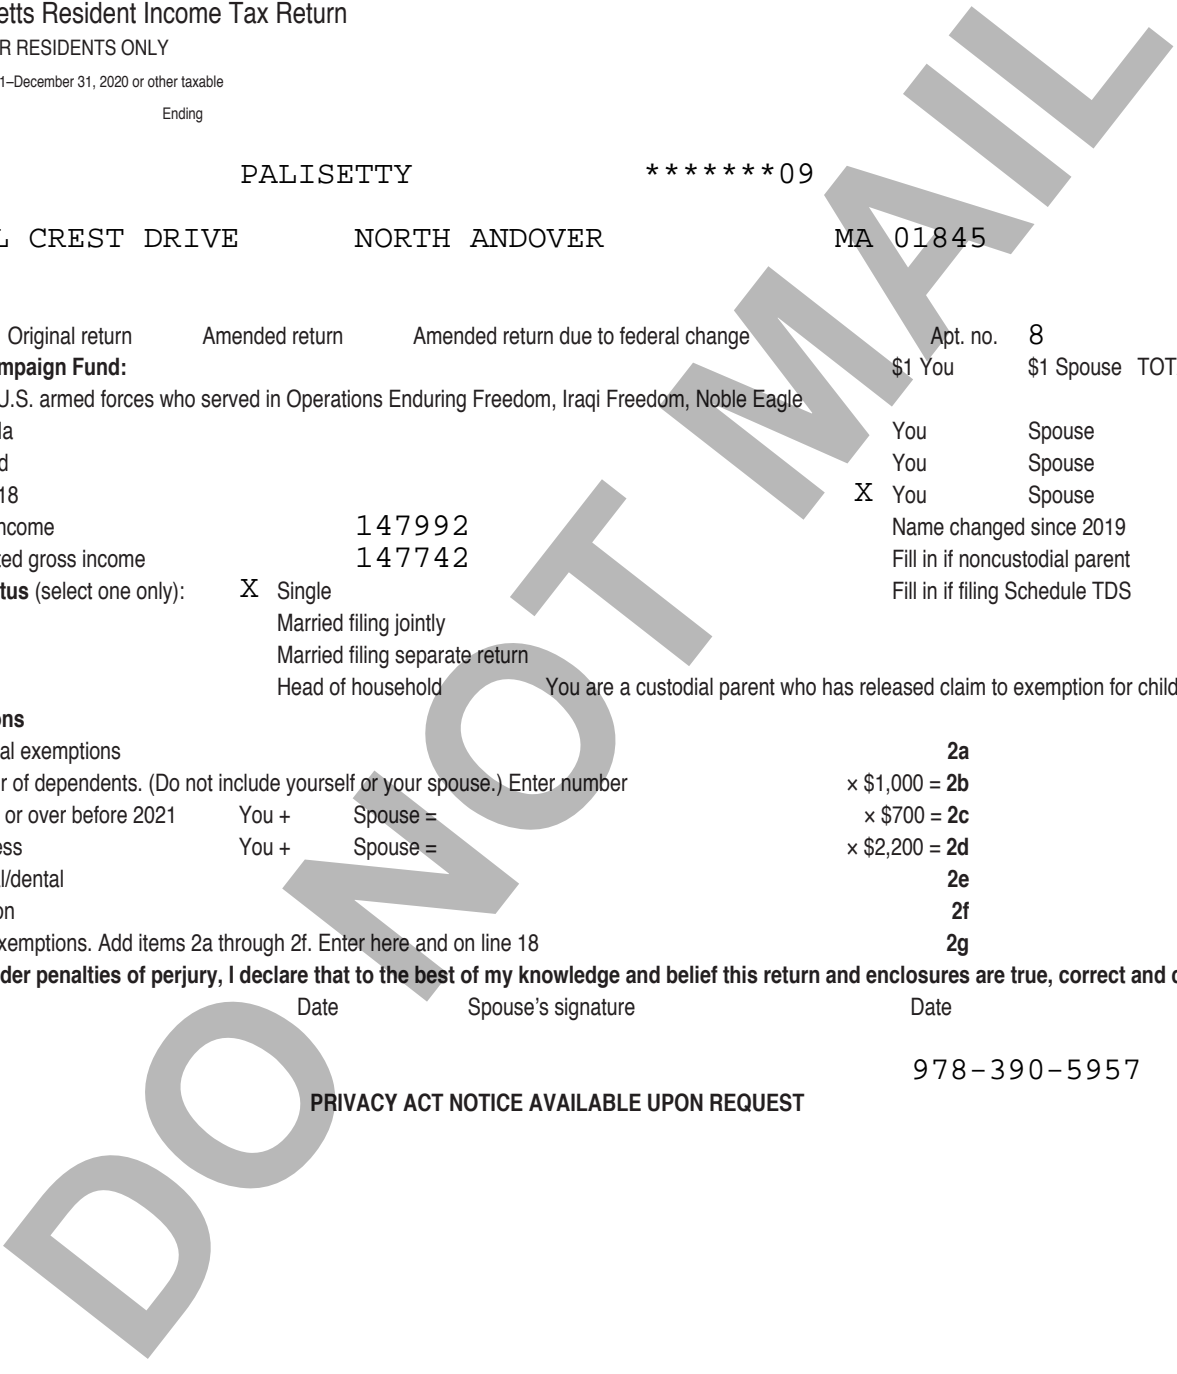 etts Resident Income Tax Return
R RESIDENTS ONLY
1–December 31, 2020 or other taxable
Ending
PALISETTY *******09
L CREST DRIVE NORTH ANDOVER MA 01845
Original return Amended return Amended return due to federal change Apt. no. 8
mpaign Fund: $1 You $1 Spouse TOT
U.S. armed forces who served in Operations Enduring Freedom, Iraqi Freedom, Noble Eagle
la You Spouse
d You Spouse
18 X You Spouse
ncome 147992 Name changed since 2019
ted gross income 147742 Fill in if noncustodial parent
tus (select one only): X Single Fill in if filing Schedule TDS
Married filing jointly
Married filing separate return
Head of household You are a custodial parent who has released claim to exemption for child
ons
al exemptions 2a
r of dependents. (Do not include yourself or your spouse.) Enter number × $1,000 = 2b
or over before 2021 You + Spouse = × $700 = 2c
ess You + Spouse = × $2,200 = 2d
l/dental 2e
on 2f
xemptions. Add items 2a through 2f. Enter here and on line 18 2g
der penalties of perjury, I declare that to the best of my knowledge and belief this return and enclosures are true, correct and c
Date Spouse’s signature Date
978-390-5957
PRIVACY ACT NOTICE AVAILABLE UPON REQUEST
DO NOT MAIL